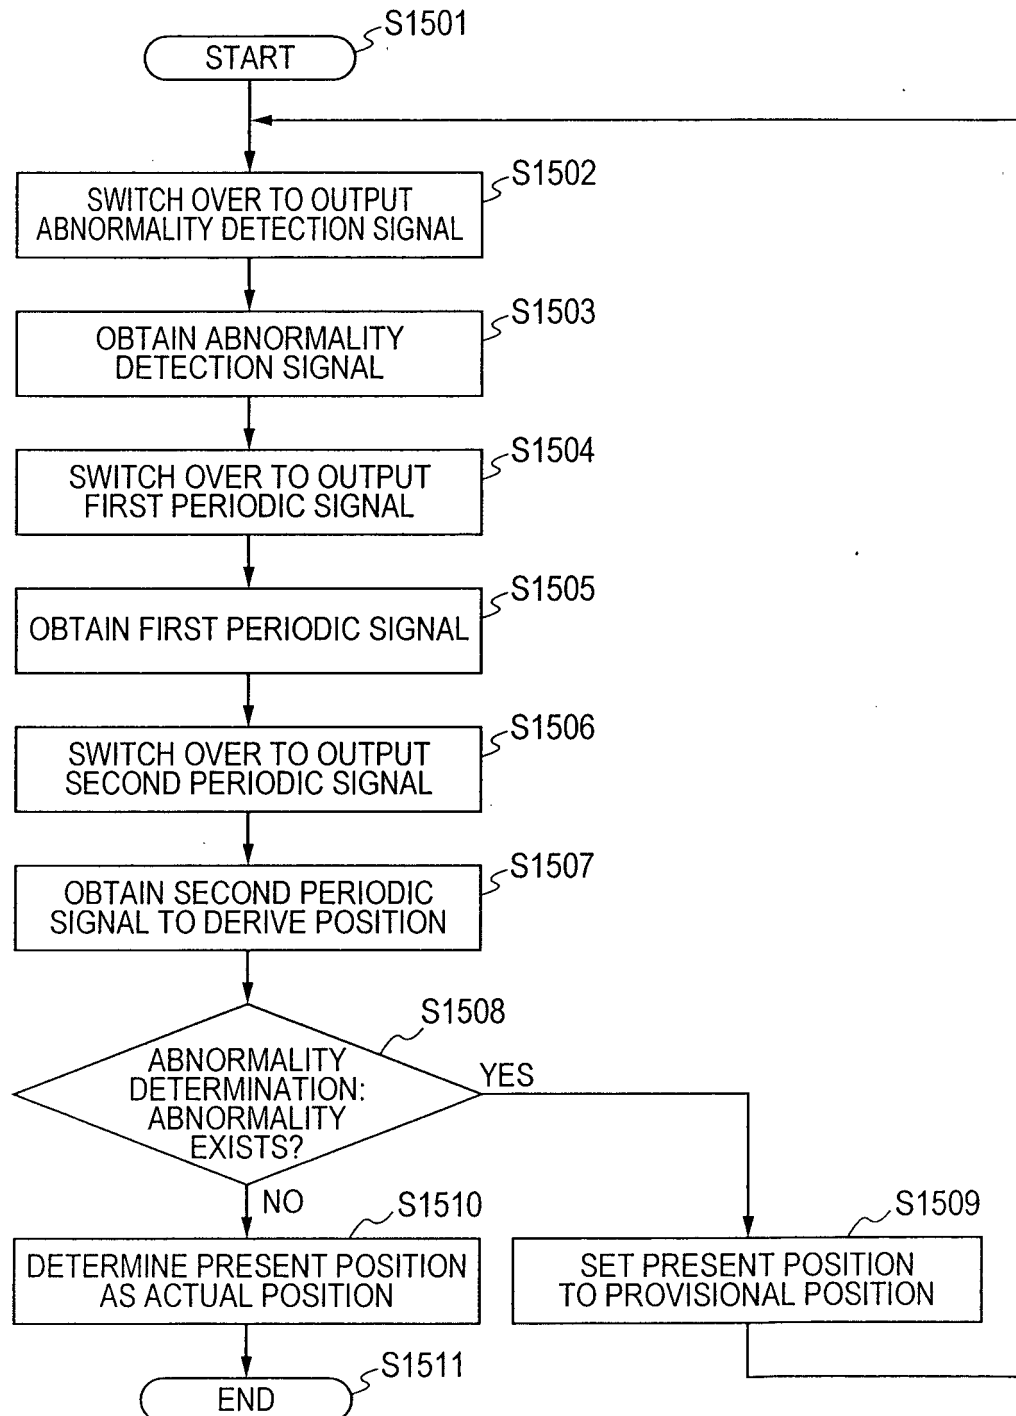 S1501
START
S1502
SWITCH OVER TO OUTPUT
ABNORMALITY DETECTION SIGNAL
S1503
OBTAIN ABNORMALITY
DETECTION SIGNAL
S1504
SWITCH OVER TO OUTPUT
FIRST PERIODIC SIGNAL
S1505
OBTAIN FIRST PERIODIC SIGNAL
S1506
SWITCH OVER TO OUTPUT
SECOND PERIODIC SIGNAL
S1507
OBTAIN SECOND PERIODIC
SIGNAL TO DERIVE POSITION
S1508
ABNORMALITY
DETERMINATION:
ABNORMALITY
EXISTS?
YES
NO
S1510
DETERMINE PRESENT POSITION
AS ACTUAL POSITION
S1509
SET PRESENT POSITION
TO PROVISIONAL POSITION
S1511
END